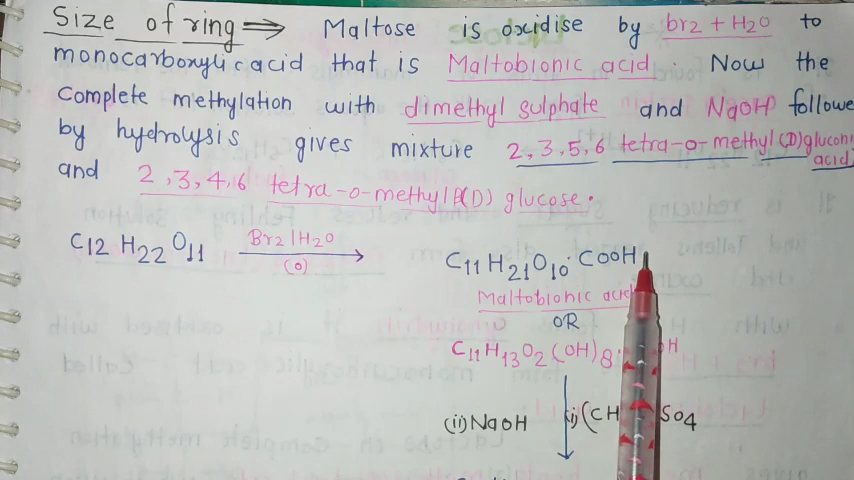 Size of ring ⟹ Maltose is oxidise by br2 + H2O to
monocarboxylic acid that is Maltobionic acid. Now the
complete methylation with dimethyl sulphate and NaOH followe
by hydrolysis gives mixture 2,3,5,6 tetra-o-methyl (D) gluconi
acid
and 2,3,4,6 tetra-o-methyl (D) glucose.
C12 H22 O11 Br2/H2O (O) → C11 H21 O10 . COOH
Maltobionic acid
OR
C11 H13 O2 (OH)8
(ii) NaOH i) (CH SO4